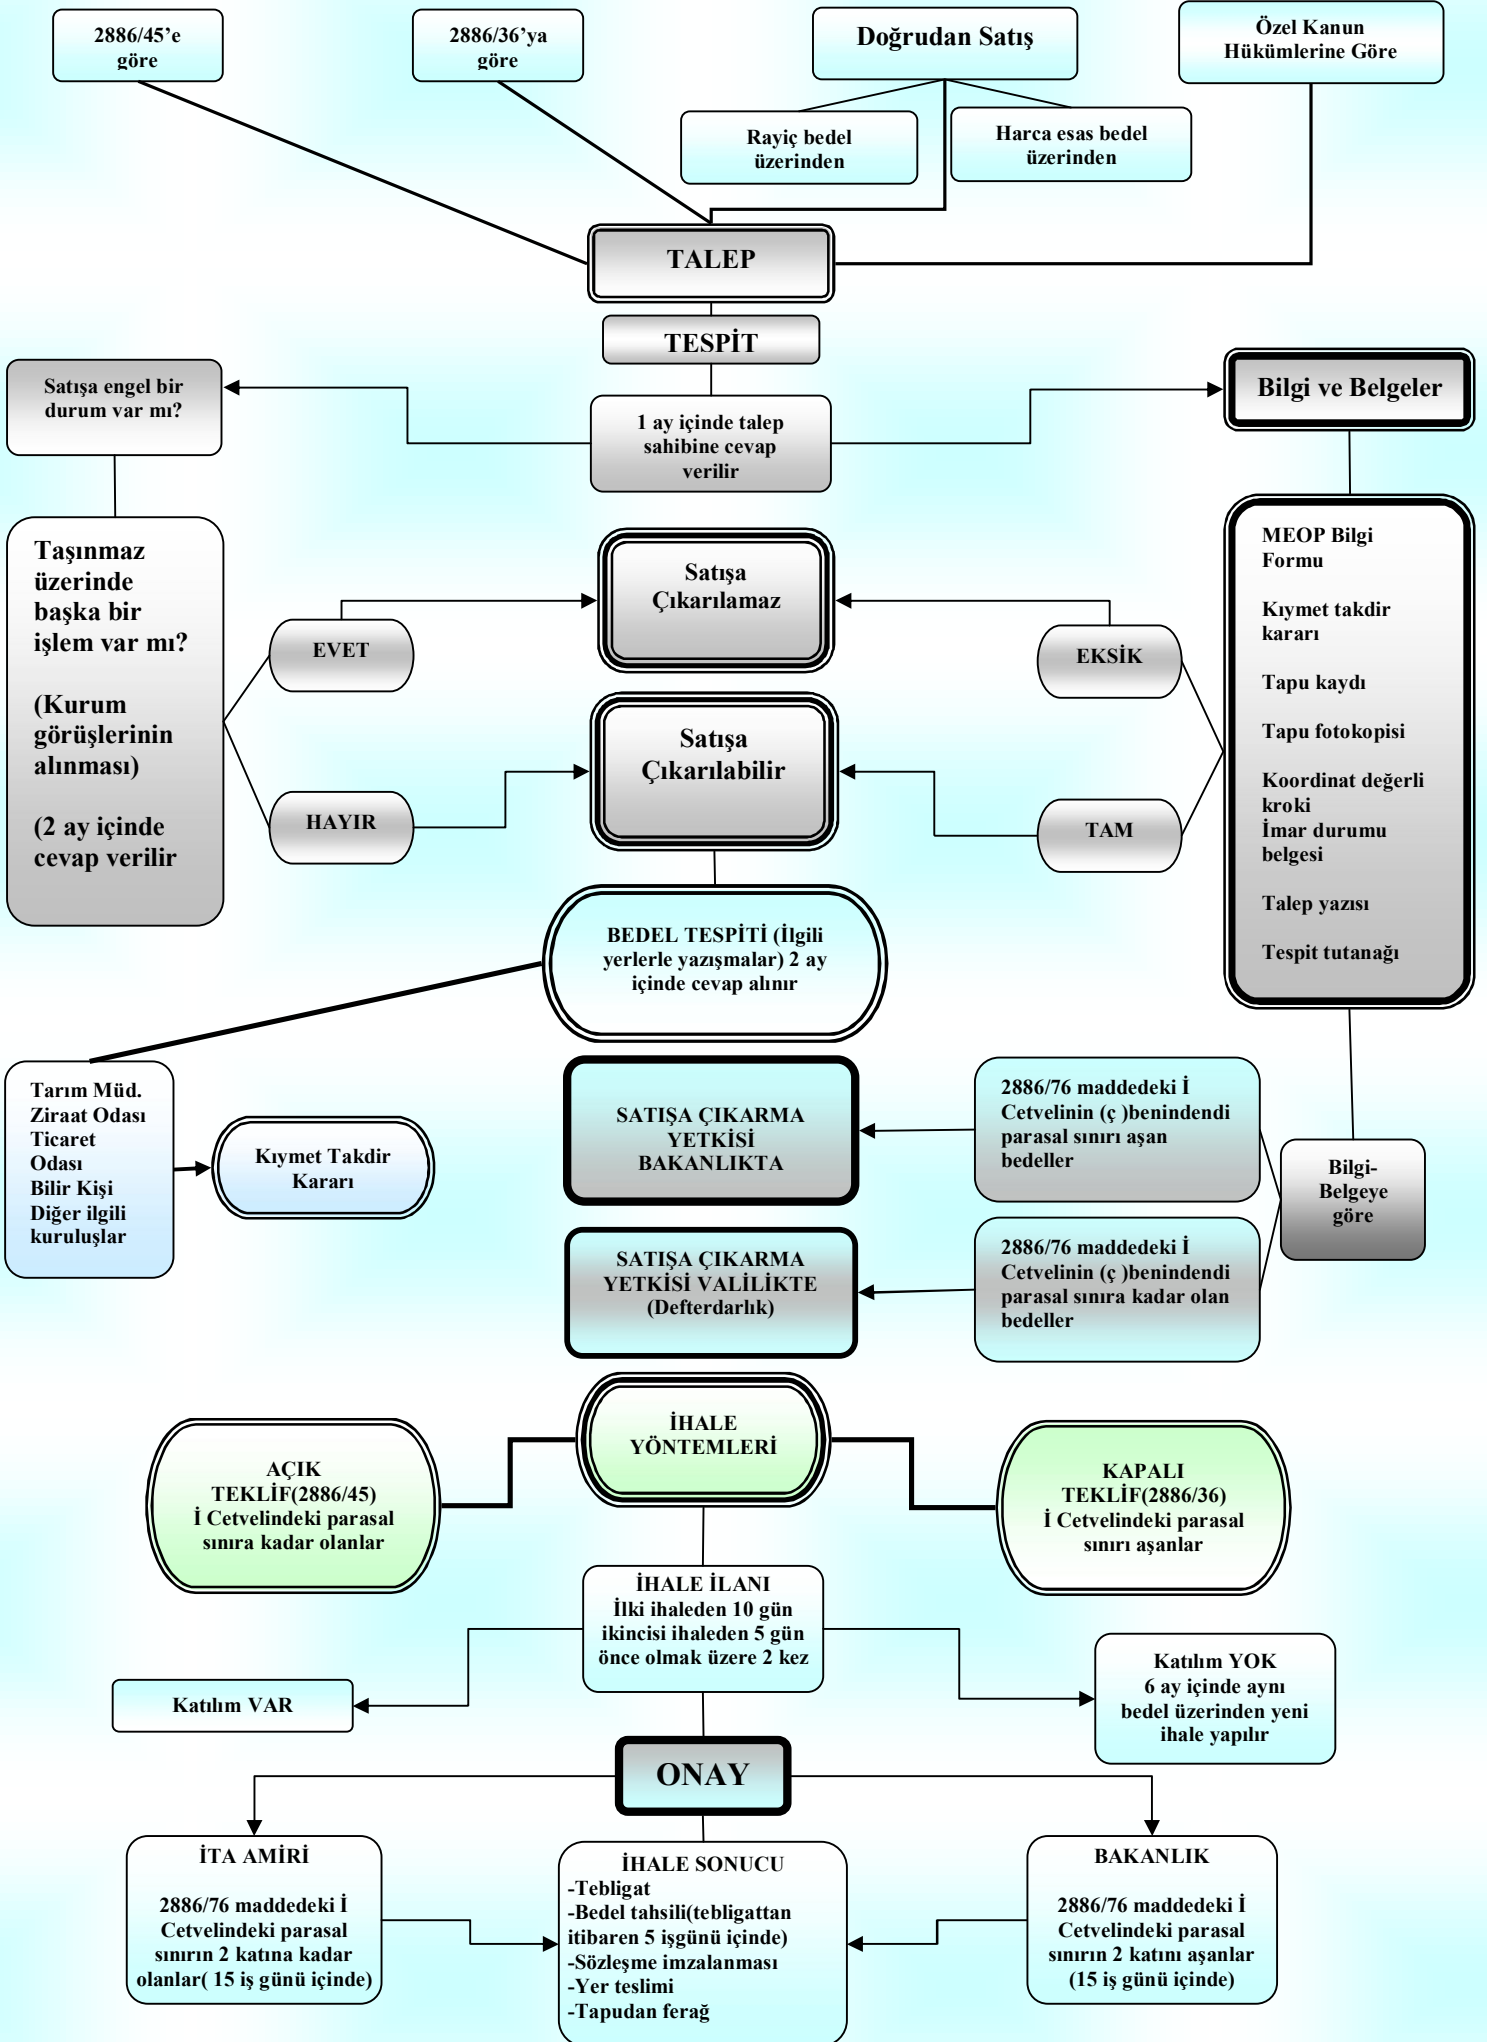 2886/45’e
göre
2886/36’ya
göre
Doğrudan Satış
Özel Kanun
Hükümlerine Göre
Rayiç bedel
üzerinden
Harca esas bedel
üzerinden
TALEP
TESPİT
Satışa engel bir
durum var mı?
1 ay içinde talep
sahibine cevap
verilir
Bilgi ve Belgeler
Taşınmaz
üzerinde
başka bir
işlem var mı?
(Kurum
görüşlerinin
alınması)
(2 ay içinde
cevap verilir
Satışa
Çıkarılamaz
EVET
EKSİK
Satışa
Çıkarılabilir
HAYIR
TAM
MEOP Bilgi
Formu
Kıymet takdir
kararı
Tapu kaydı
Tapu fotokopisi
Koordinat değerli
kroki
İmar durumu
belgesi
Talep yazısı
Tespit tutanağı
BEDEL TESPİTİ (İlgili
yerlerle yazışmalar) 2 ay
içinde cevap alınır
Tarım Müd.
Ziraat Odası
Ticaret
Odası
Bilir Kişi
Diğer ilgili
kuruluşlar
Kıymet Takdir
Kararı
SATIŞA ÇIKARMA
YETKİSİ
BAKANLIKTA
2886/76 maddedeki İ
Cetvelinin (ç )benindendi
parasal sınırı aşan
bedeller
Bilgi-
Belgeye
göre
SATIŞA ÇIKARMA
YETKİSİ VALİLİKTE
(Defterdarlık)
2886/76 maddedeki İ
Cetvelinin (ç )benindendi
parasal sınıra kadar olan
bedeller
İHALE
YÖNTEMLERİ
AÇIK
TEKLİF(2886/45)
İ Cetvelindeki parasal
sınıra kadar olanlar
KAPALI
TEKLİF(2886/36)
İ Cetvelindeki parasal
sınırı aşanlar
İHALE İLANI
İlki ihaleden 10 gün
ikincisi ihaleden 5 gün
önce olmak üzere 2 kez
Katılım VAR
Katılım YOK
6 ay içinde aynı
bedel üzerinden yeni
ihale yapılır
ONAY
İTA AMİRİ
2886/76 maddedeki İ
Cetvelindeki parasal
sınırın 2 katına kadar
olanlar( 15 iş günü içinde)
İHALE SONUCU
-Tebligat
-Bedel tahsili(tebligattan
itibaren 5 işgünü içinde)
-Sözleşme imzalanması
-Yer teslimi
-Tapudan ferağ
BAKANLIK
2886/76 maddedeki İ
Cetvelindeki parasal
sınırın 2 katını aşanlar
(15 iş günü içinde)